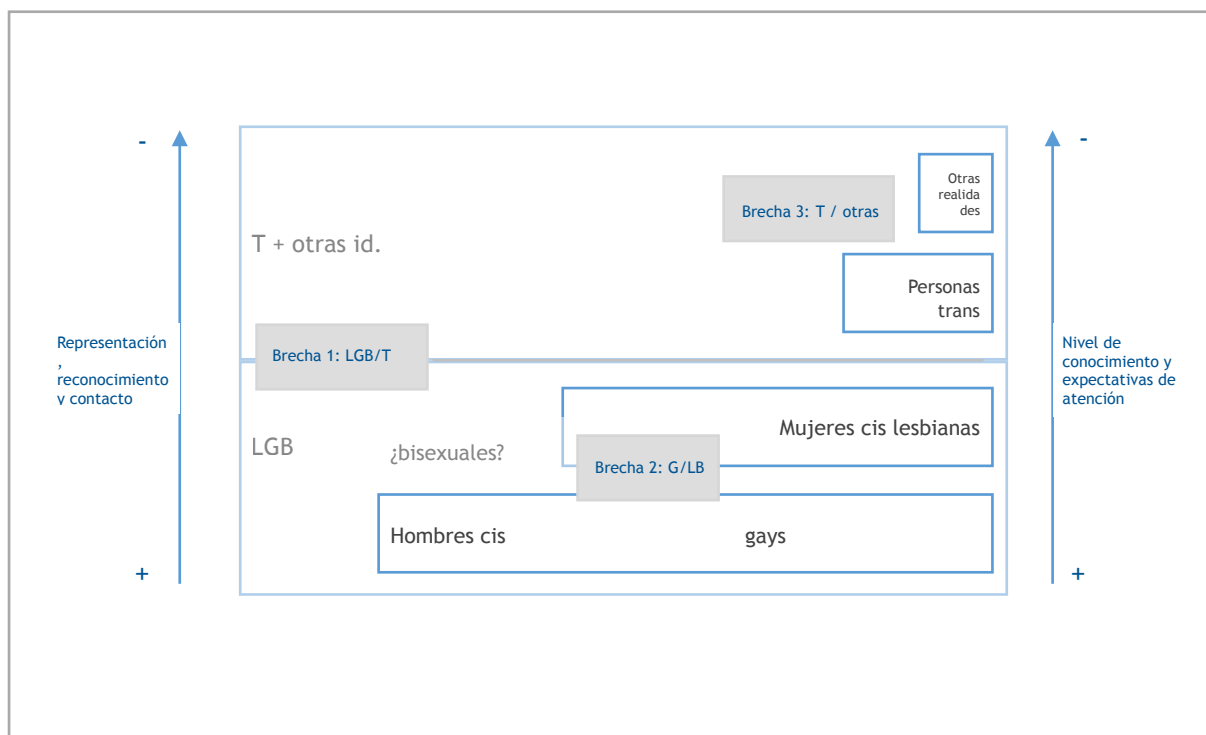 -
-
Otras
realida
des
Brecha 3: T / otras
T + otras id.
Personas
trans
Representación
,
reconocimiento
y contacto
Brecha 1: LGB/T
Nivel de
conocimiento y
expectativas de
atención
Mujeres cis lesbianas
LGB
¿bisexuales?
Brecha 2: G/LB
Hombres cis gays
+
+